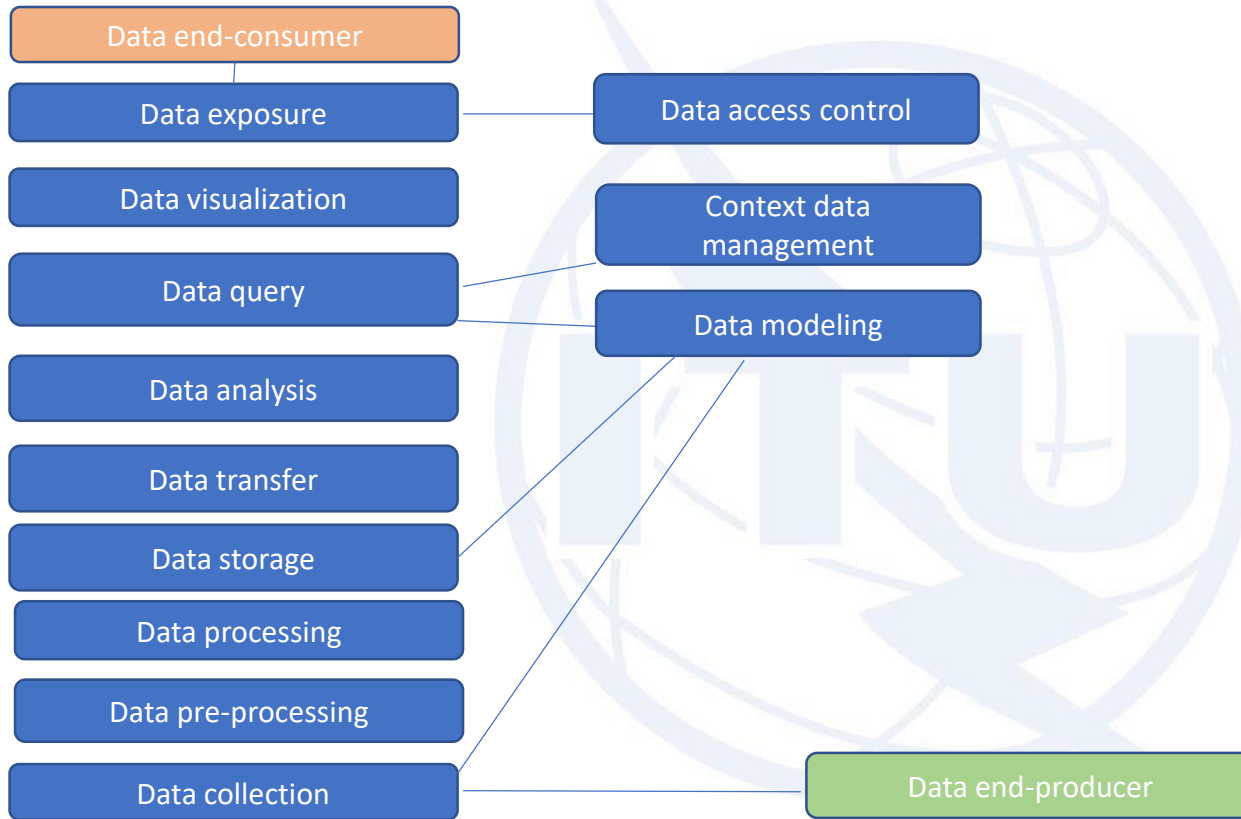 Data end-consumer
Data exposure
Data access control
Data visualization
Context data
management
Data query
Data modeling
Data analysis
Data transfer
Data storage
Data processing
Data pre-processing
Data collection
Data end-producer
ITU